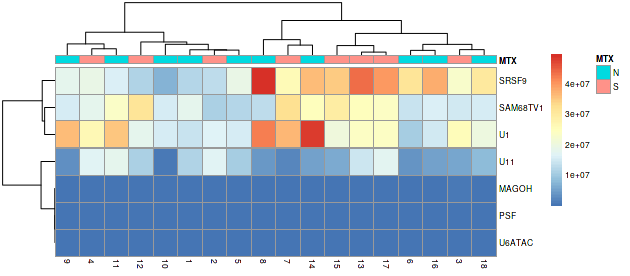 MTX
SRSF9
SAM68TV1
U1
U11
MAGOH
PSF
U6ATAC
9 4 11 12 10 1 2 5 8 7 14 15 13 17 6 16 3 18
4e+07
3e+07
2e+07
1e+07
MTX
N
S